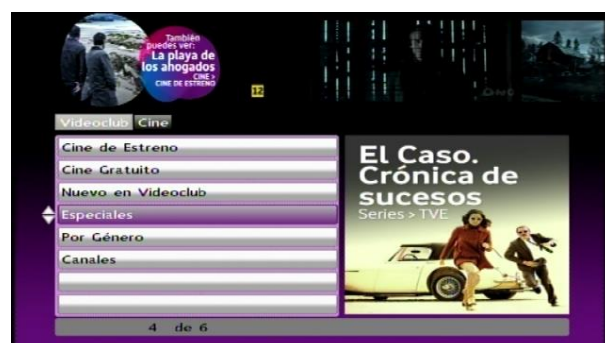 También
puedes ver:
La playa de
los ahogados
CINE >
CINE DE ESTRENO
12
Videoclub Cine
Cine de Estreno
Cine Gratuito
Nuevo en Videoclub
Especiales
Por Género
Canales
4 de 6
El Caso.
Crónica de
sucesos
Series > TVE